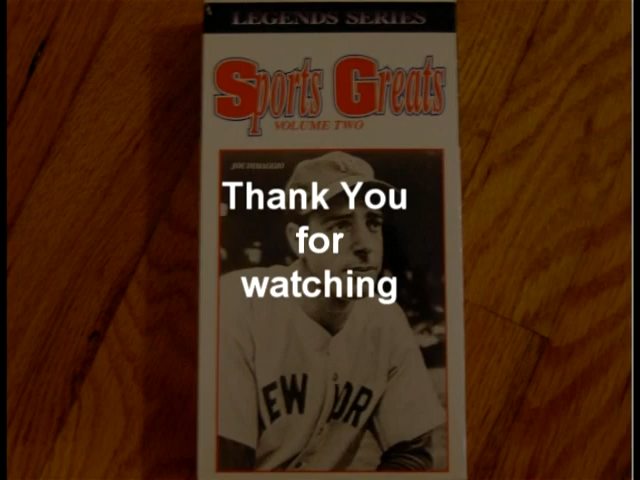 LEGENDS SERIES
Sports Greats
VOLUME TWO
JOE DIMAGGIO
Thank You
for
watching
NEW YORK